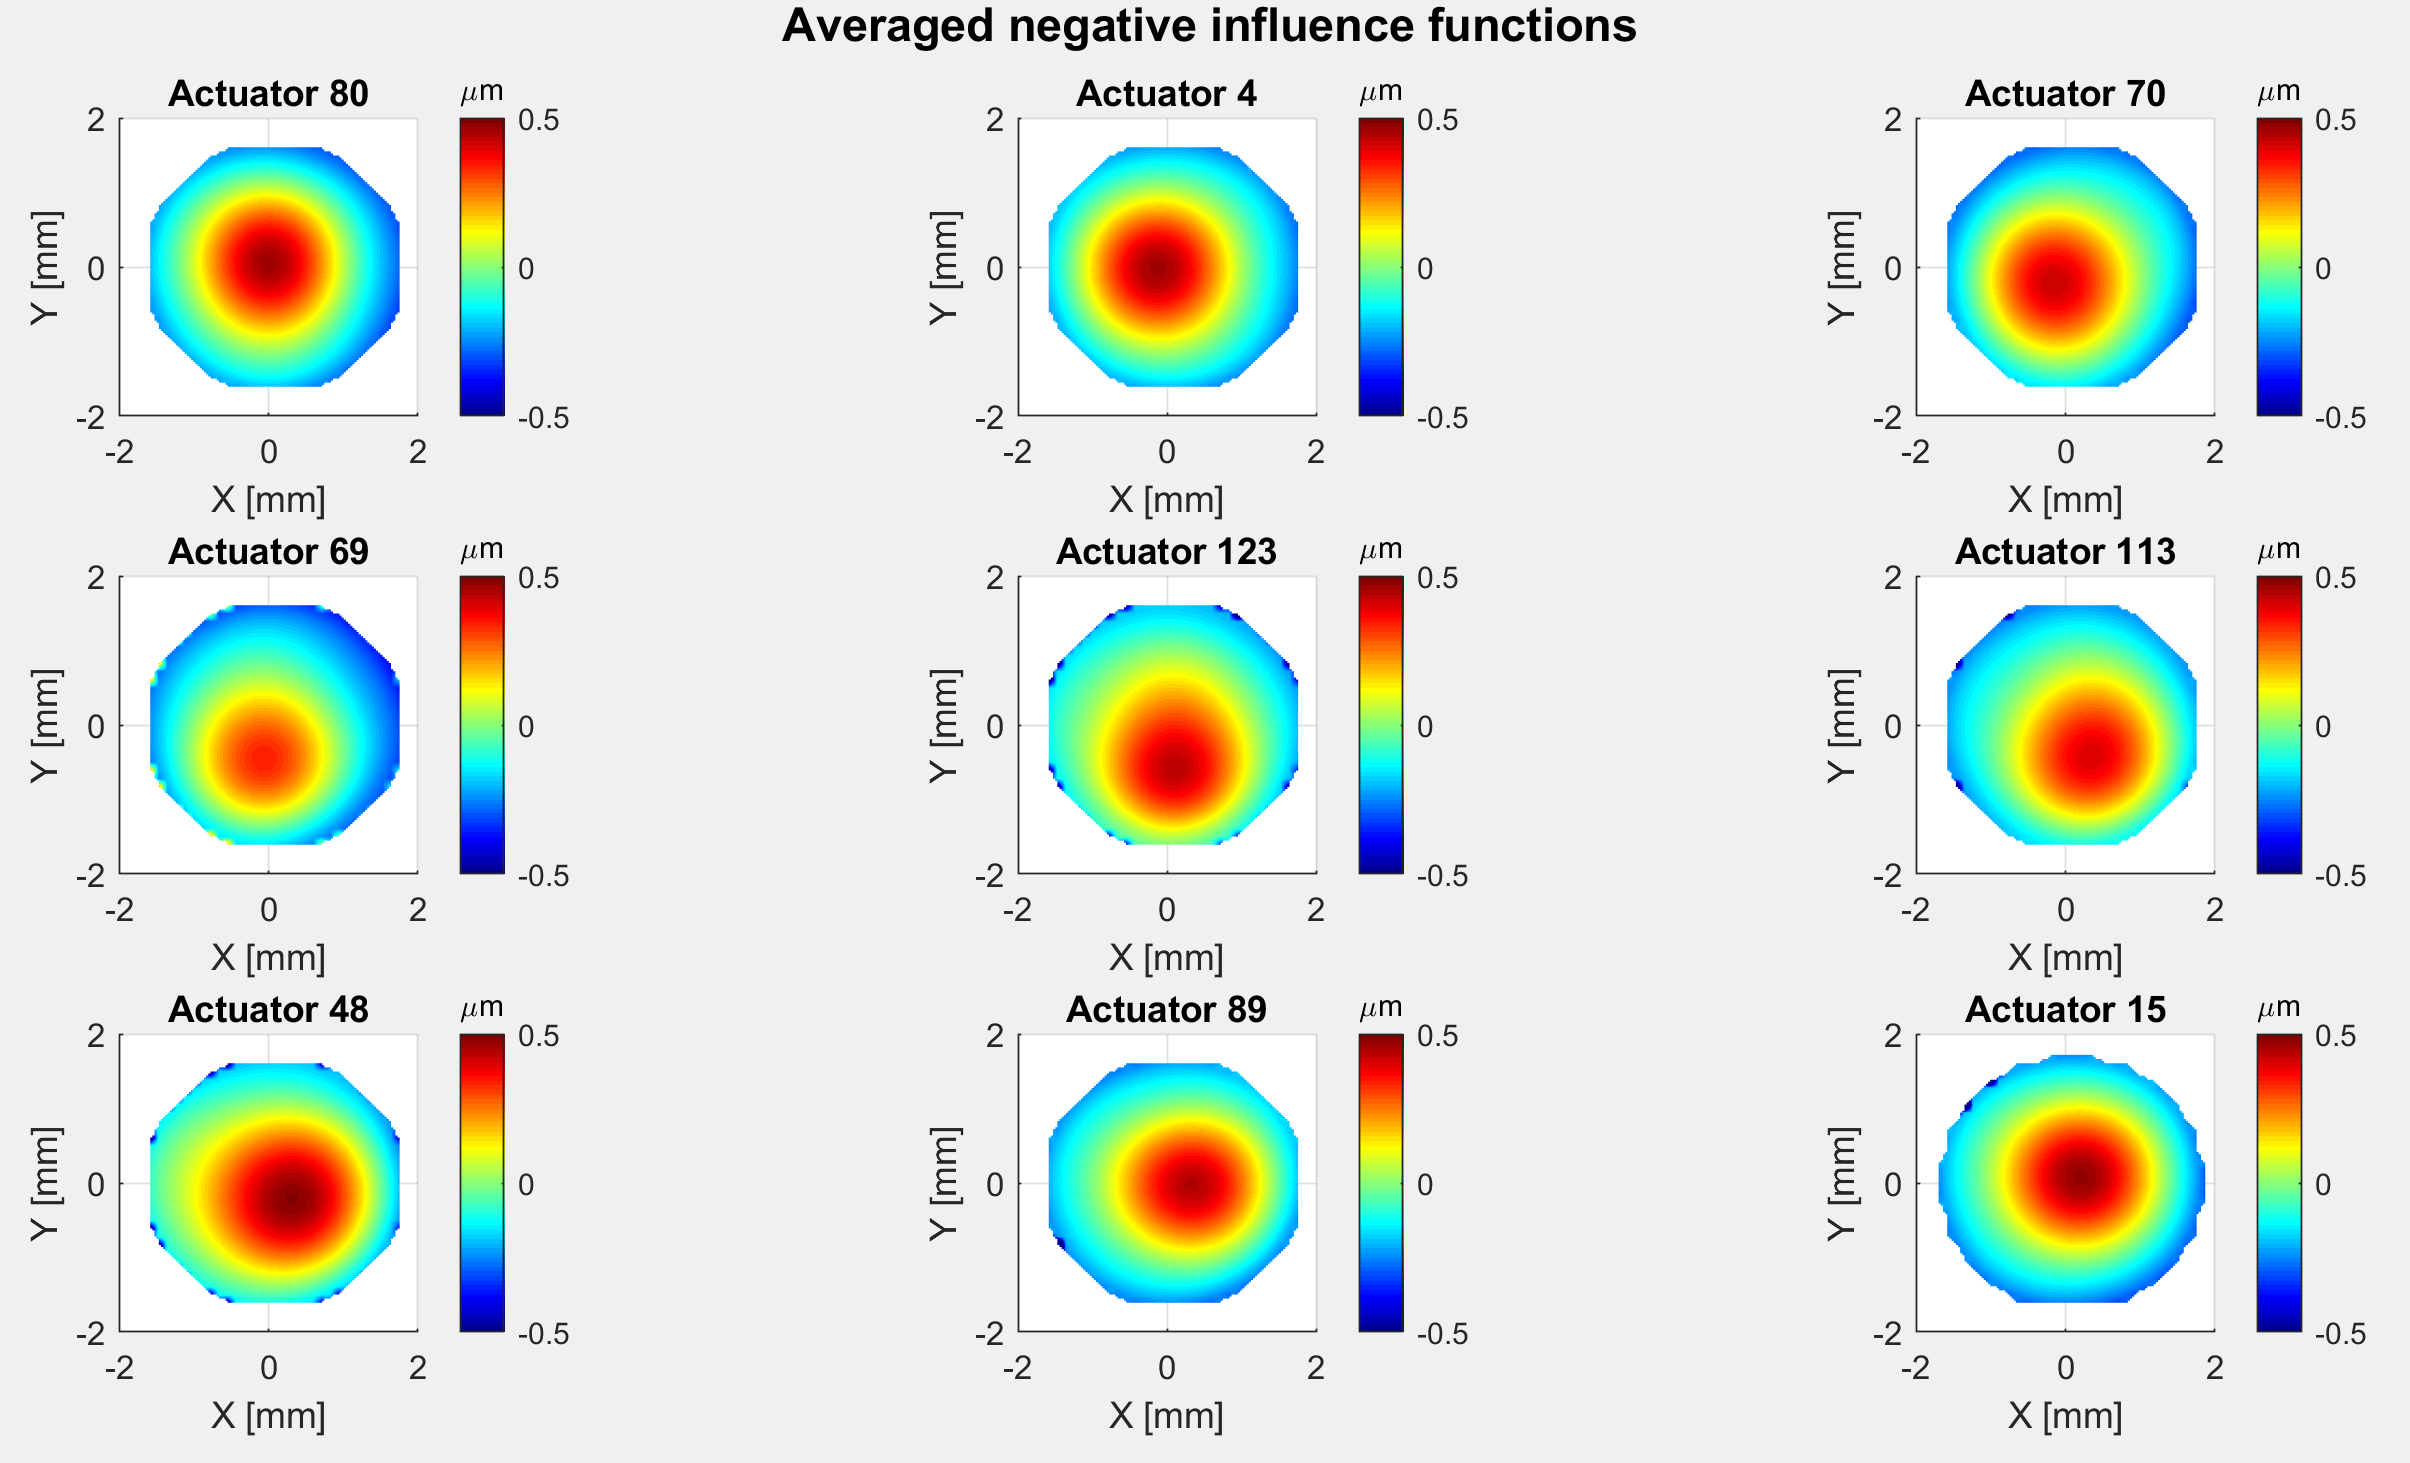 Averaged negative influence functions
Actuator 80
μm
Actuator 4
μm
Actuator 70
μm
2
0
-2
Y [mm]
-2 0 2
X [mm]
0.5
0
-0.5
2
0
-2
Y [mm]
-2 0 2
X [mm]
0.5
0
-0.5
2
0
-2
Y [mm]
-2 0 2
X [mm]
0.5
0
-0.5
Actuator 69
μm
Actuator 123
μm
Actuator 113
μm
2
0
-2
Y [mm]
-2 0 2
X [mm]
0.5
0
-0.5
2
0
-2
Y [mm]
-2 0 2
X [mm]
0.5
0
-0.5
2
0
-2
Y [mm]
-2 0 2
X [mm]
0.5
0
-0.5
Actuator 48
μm
Actuator 89
μm
Actuator 15
μm
2
0
-2
Y [mm]
-2 0 2
X [mm]
0.5
0
-0.5
2
0
-2
Y [mm]
-2 0 2
X [mm]
0.5
0
-0.5
2
0
-2
Y [mm]
-2 0 2
X [mm]
0.5
0
-0.5